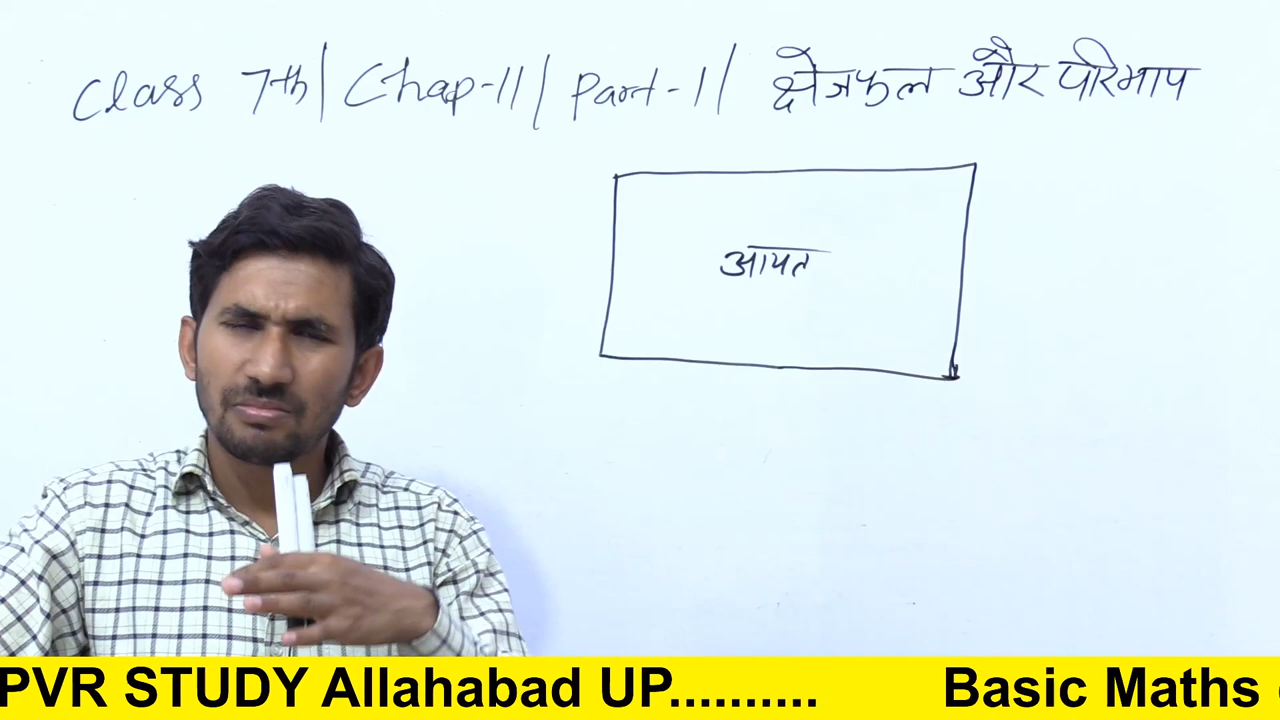 Class 7th | Chap-11 | Part-1 | क्षेत्रफल और परिमाप
आयत
PVR STUDY Allahabad UP.......... Basic Maths